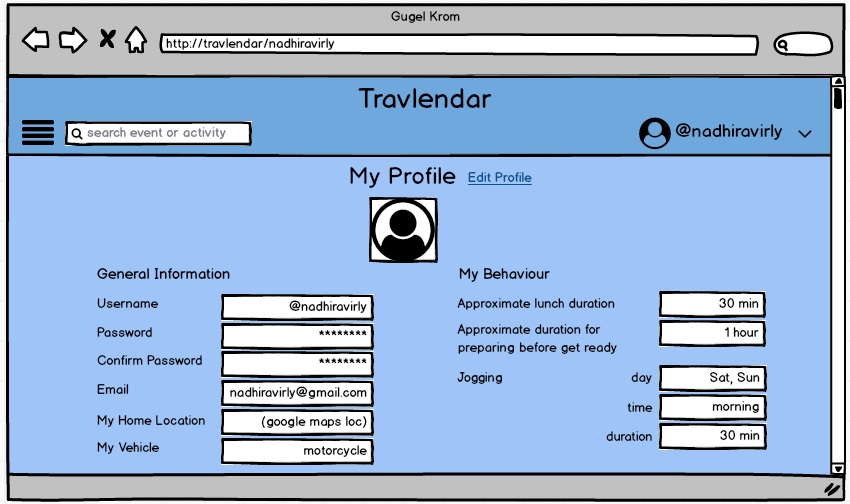 Gugel Krom
http://travlendar/nadhiravirly
Travlendar
search event or activity
@nadhiravirly
My Profile
Edit Profile
General Information
Username
@nadhiravirly
Password
********
Confirm Password
********
Email
nadhiravirly@gmail.com
My Home Location
(google maps loc)
My Vehicle
motorcycle
My Behaviour
Approximate lunch duration
30 min
Approximate duration for
preparing before get ready
1 hour
Jogging
day
Sat, Sun
time
morning
duration
30 min